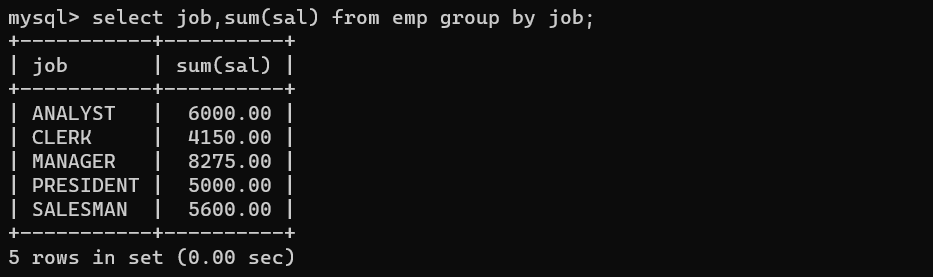 mysql> select job,sum(sal) from emp group by job;
+-----------+----------+
| job       | sum(sal) |
+-----------+----------+
| ANALYST   |  6000.00 |
| CLERK     |  4150.00 |
| MANAGER   |  8275.00 |
| PRESIDENT |  5000.00 |
| SALESMAN  |  5600.00 |
+-----------+----------+
5 rows in set (0.00 sec)